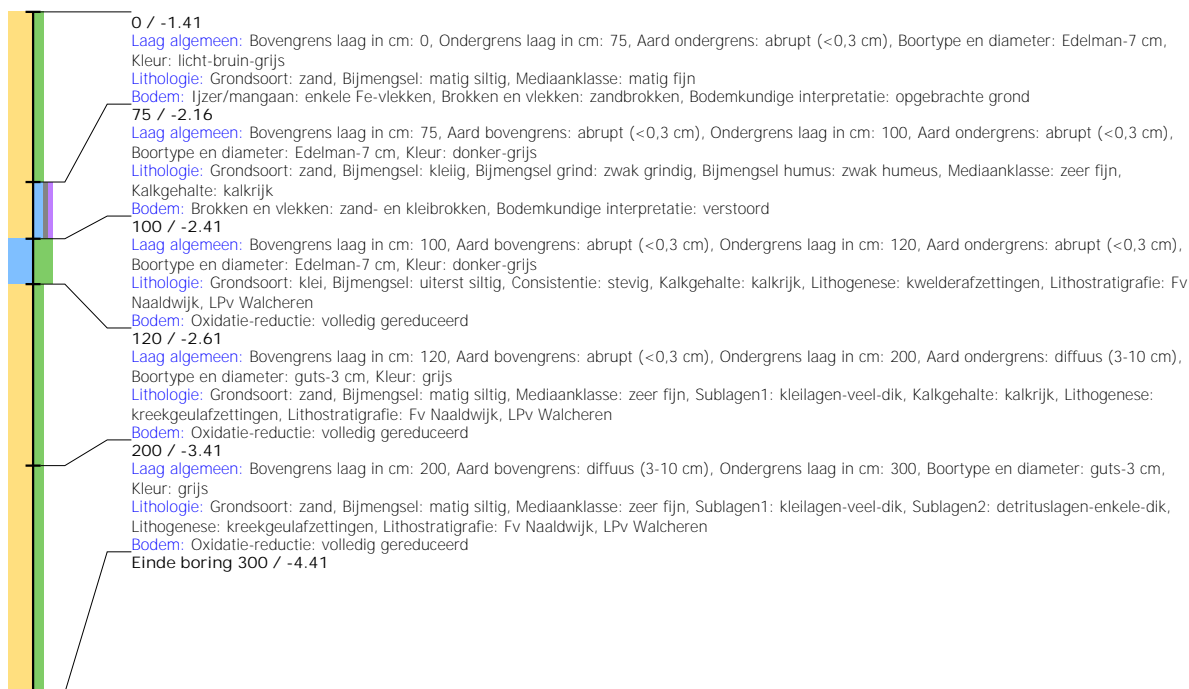 0 / -1.41
Laag algemeen: Bovengrens laag in cm: 0, Ondergrens laag in cm: 75, Aard ondergrens: abrupt (<0,3 cm), Boortype en diameter: Edelman-7 cm,
Kleur: licht-bruin-grijs
Lithologie: Grondsoort: zand, Bijmengsel: matig siltig, Mediaanklasse: matig fijn
Bodem: Ijzer/mangaan: enkele Fe-vlekken, Brokken en vlekken: zandbrokken, Bodemkundige interpretatie: opgebrachte grond
75 / -2.16
Laag algemeen: Bovengrens laag in cm: 75, Aard bovengrens: abrupt (<0,3 cm), Ondergrens laag in cm: 100, Aard ondergrens: abrupt (<0,3 cm),
Boortype en diameter: Edelman-7 cm, Kleur: donker-grijs
Lithologie: Grondsoort: zand, Bijmengsel: kleiig, Bijmengsel grind: zwak grindig, Bijmengsel humus: zwak humeus, Mediaanklasse: zeer fijn,
Kalkgehalte: kalkrijk
Bodem: Brokken en vlekken: zand- en kleibrokken, Bodemkundige interpretatie: verstoord
100 / -2.41
Laag algemeen: Bovengrens laag in cm: 100, Aard bovengrens: abrupt (<0,3 cm), Ondergrens laag in cm: 120, Aard ondergrens: abrupt (<0,3 cm),
Boortype en diameter: Edelman-7 cm, Kleur: donker-grijs
Lithologie: Grondsoort: klei, Bijmengsel: uiterst siltig, Consistentie: stevig, Kalkgehalte: kalkrijk, Lithogenese: kwelderafzettingen, Lithostratigrafie: Fv
Naaldwijk, LPv Walcheren
Bodem: Oxidatie-reductie: volledig gereduceerd
120 / -2.61
Laag algemeen: Bovengrens laag in cm: 120, Aard bovengrens: abrupt (<0,3 cm), Ondergrens laag in cm: 200, Aard ondergrens: diffuus (3-10 cm),
Boortype en diameter: guts-3 cm, Kleur: grijs
Lithologie: Grondsoort: zand, Bijmengsel: matig siltig, Mediaanklasse: zeer fijn, Sublagen1: kleilagen-veel-dik, Kalkgehalte: kalkrijk, Lithogenese:
kreekgeulafzettingen, Lithostratigrafie: Fv Naaldwijk, LPv Walcheren
Bodem: Oxidatie-reductie: volledig gereduceerd
200 / -3.41
Laag algemeen: Bovengrens laag in cm: 200, Aard bovengrens: diffuus (3-10 cm), Ondergrens laag in cm: 300, Boortype en diameter: guts-3 cm,
Kleur: grijs
Lithologie: Grondsoort: zand, Bijmengsel: matig siltig, Mediaanklasse: zeer fijn, Sublagen1: kleilagen-veel-dik, Sublagen2: detrituslagen-enkele-dik,
Lithogenese: kreekgeulafzettingen, Lithostratigrafie: Fv Naaldwijk, LPv Walcheren
Bodem: Oxidatie-reductie: volledig gereduceerd
Einde boring 300 / -4.41